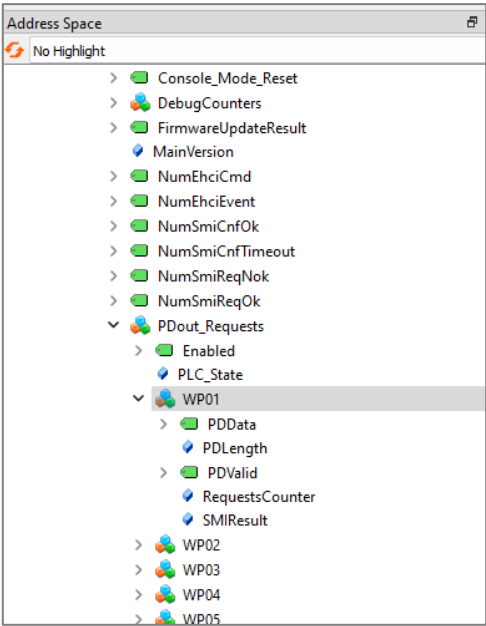 Address Space
No Highlight
Console_Mode_Reset
DebugCounters
FirmwareUpdateResult
MainVersion
NumEhciCmd
NumEhciEvent
NumSmiCnfOk
NumSmiCnfTimeout
NumSmiReqNok
NumSmiReqOk
PDout_Requests
Enabled
PLC_State
WP01
PDData
PDLength
PDValid
RequestsCounter
SMIResult
WP02
WP03
WP04
WP05